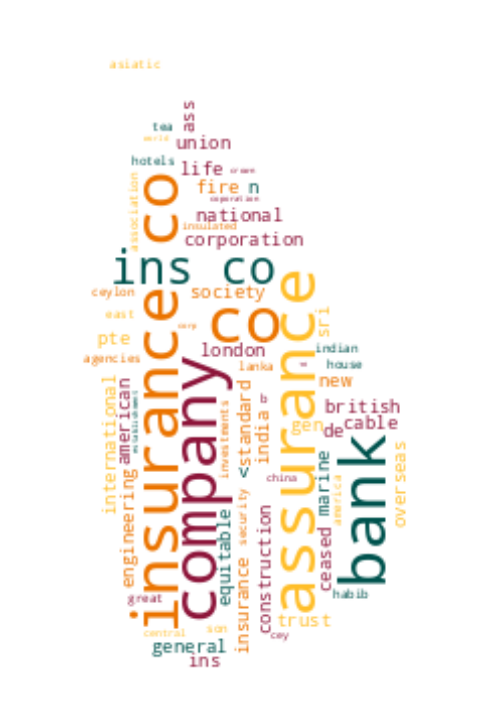 asiatic
ass
tea
world
union
hotels
life
crown
co
fire n
association
coporation
national
insulated
corporation
ins co
insurance
assurance
ceylon
society
co
east
sri
corp
pte
london
indian
agencies
company
lanka
house
international
american
standard
new
establishment
investments
india
br
british
gen
de
cable
bank
overseas
engineering
<
china
marine
america
equitable
security
construction
ceased
insurance
habib
great
trust
central
son
cey
general
ins